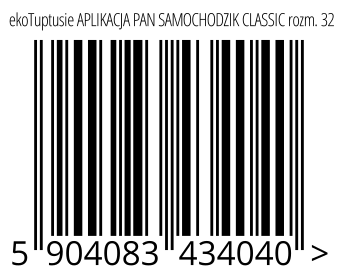 ekoTuptusie APLIKACJA PAN SAMOCHODZIK CLASSIC rozm. 32
5 904083 434040 >